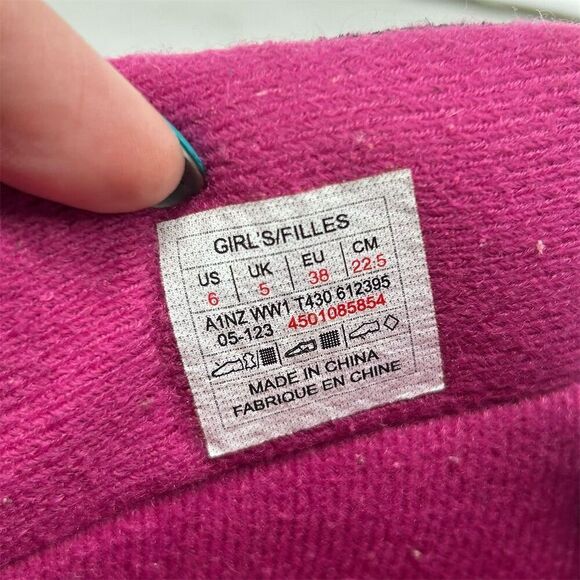 GIRL'S/FILLES
US UK EU CM
6 5 38 22.5
A1NZ WW1 T430 612395
05-123 4501085854
MADE IN CHINA
FABRIQUE EN CHINE